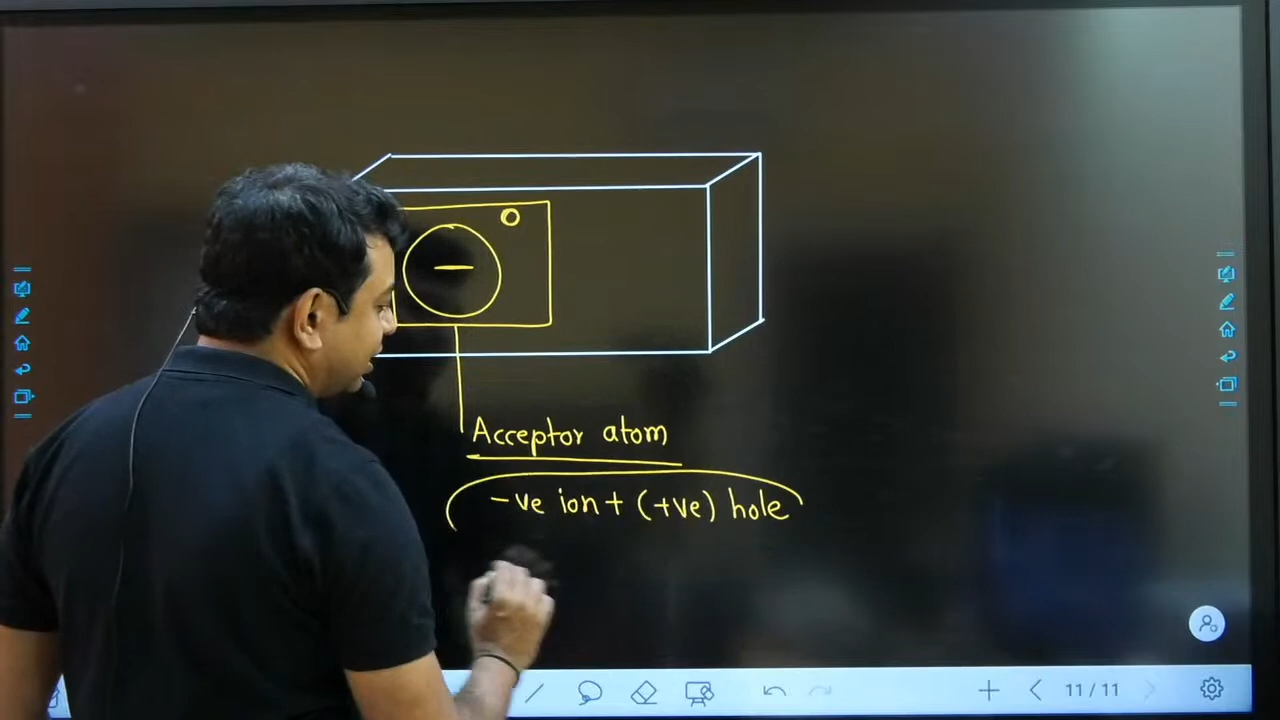 Acceptor atom
-ve ion + (+ve) hole
11/11